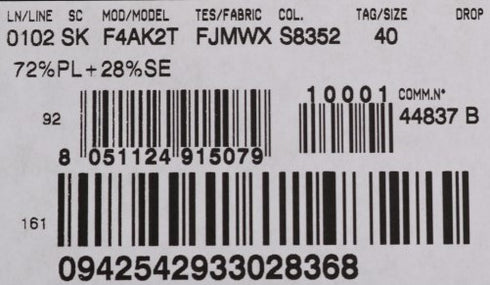 LN/LINE SC MOD/MODEL TES/FABRIC COL. TAG/SIZE DROP
0102 SK F4AK2T FJMWX S8352 40
72%PL+28%SE
10001 COMM.N°
92 44837 B
8 051124 915079
161
0942542933028368